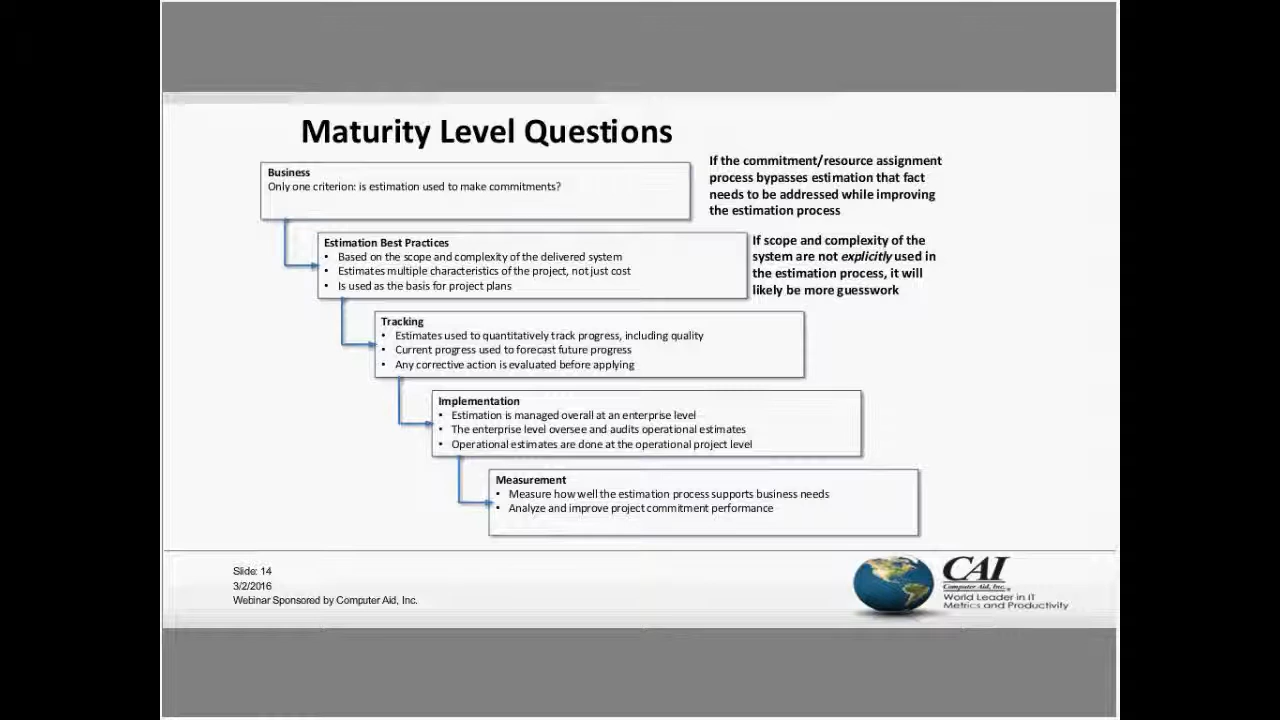 Maturity Level Questions
Business
Only one criterion: is estimation used to make commitments?
If the commitment/resource assignment
process bypasses estimation that fact
needs to be addressed while improving
the estimation process
Estimation Best Practices
• Based on the scope and complexity of the delivered system
• Estimates multiple characteristics of the project, not just cost
• Is used as the basis for project plans
If scope and complexity of the
system are not explicitly used in
the estimation process, it will
likely be more guesswork
Tracking
• Estimates used to quantitatively track progress, including quality
• Current progress used to forecast future progress
• Any corrective action is evaluated before applying
Implementation
• Estimation is managed overall at an enterprise level
• The enterprise level oversee and audits operational estimates
• Operational estimates are done at the operational project level
Measurement
• Measure how well the estimation process supports business needs
• Analyze and improve project commitment performance
Slide: 14
3/2/2016
Webinar Sponsored by Computer Aid, Inc.
CAI
Computer Aid, Inc.
World Leader in IT
Metrics and Productivity